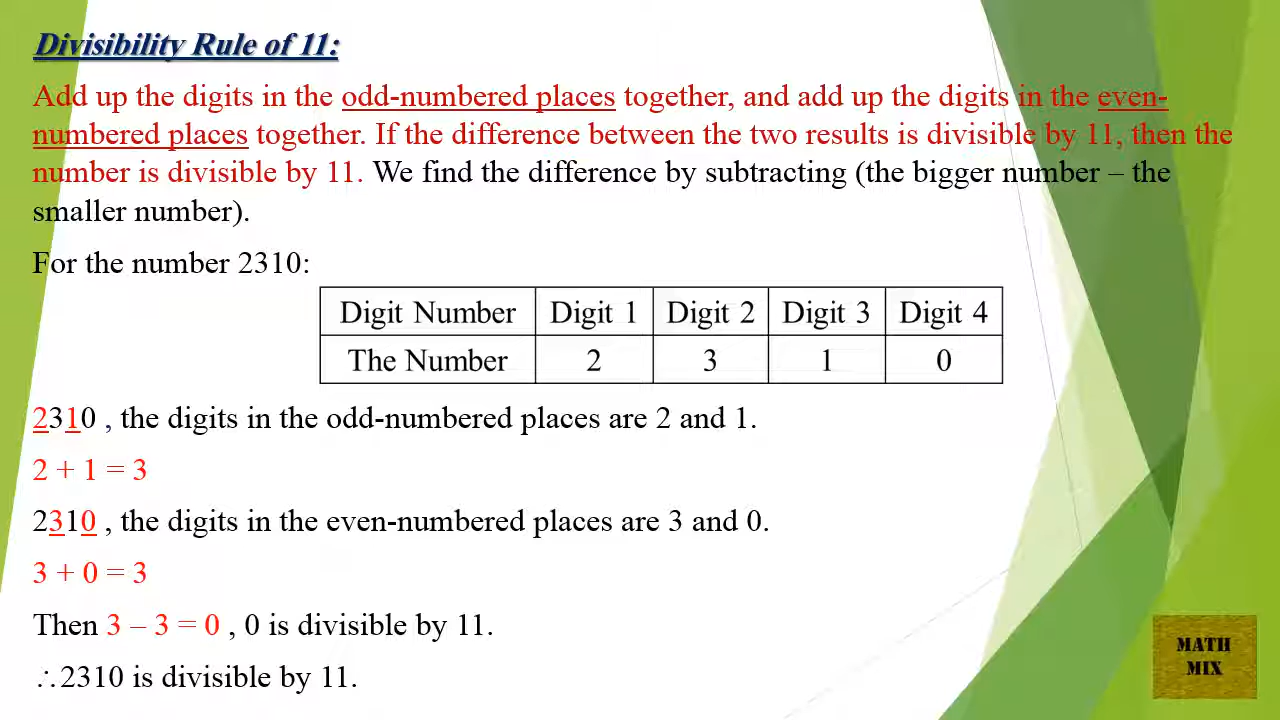 Divisibility Rule of 11:
Add up the digits in the odd-numbered places together, and add up the digits in the even-
numbered places together. If the difference between the two results is divisible by 11, then the
number is divisible by 11. We find the difference by subtracting (the bigger number – the
smaller number).
For the number 2310:
Digit Number Digit 1 Digit 2 Digit 3 Digit 4
The Number 2 3 1 0
2310 , the digits in the odd-numbered places are 2 and 1.
2 + 1 = 3
2310 , the digits in the even-numbered places are 3 and 0.
3 + 0 = 3
Then 3 – 3 = 0 , 0 is divisible by 11.
∴2310 is divisible by 11.
MATH
MIX